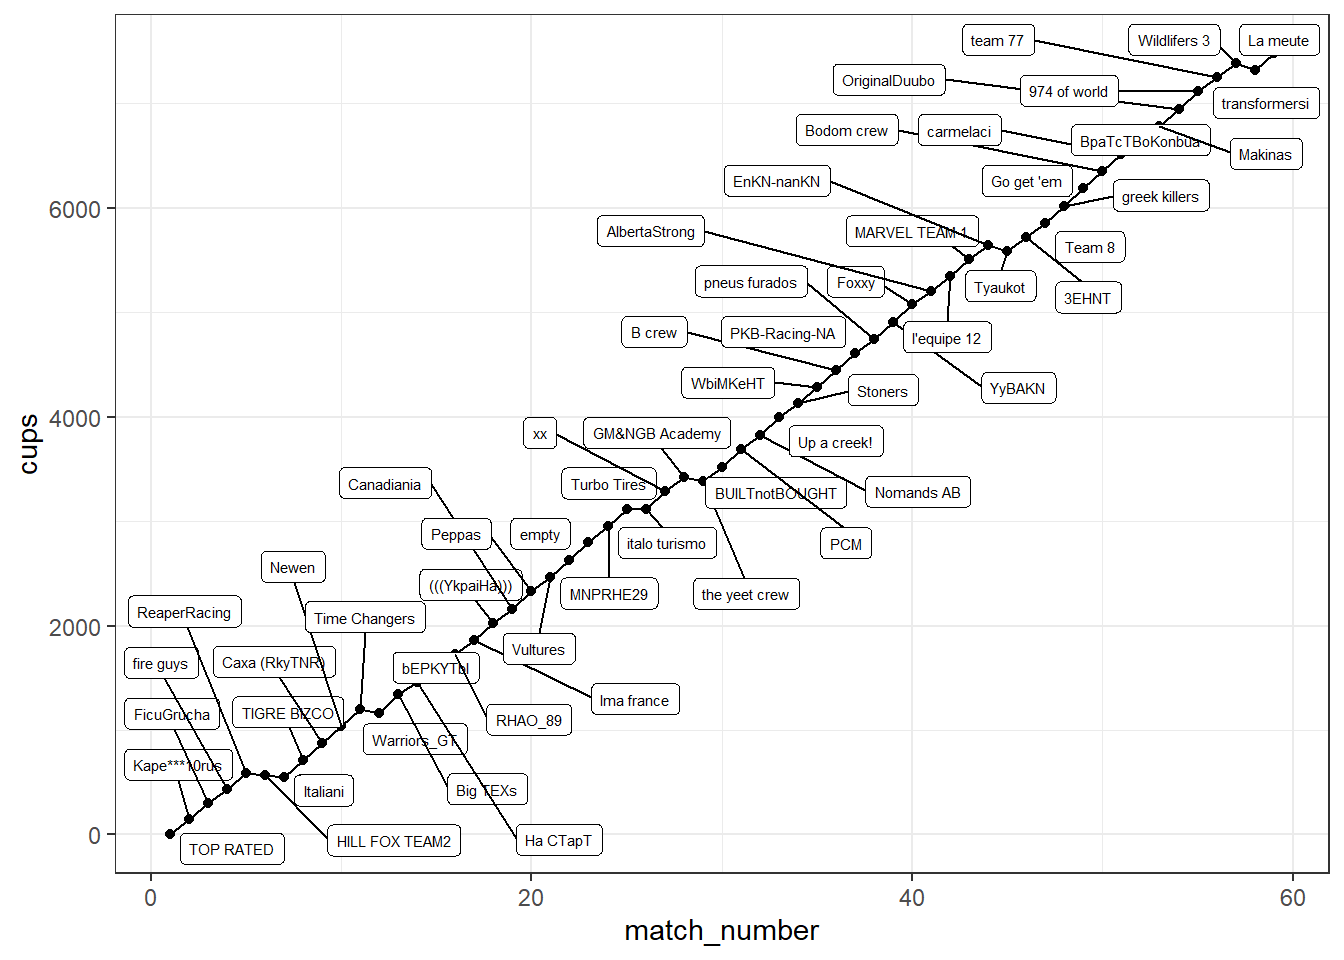 team 77
Wildlifers 3
La meute
OriginalDuubo
974 of world
transformersi
Bodom crew
carmelaci
BpaTcTBoKonbua
Makinas
EnKN-nanKN
Go get 'em
greek killers
AlbertaStrong
MARVEL TEAM 1
Team 8
pneus furados
Foxxy
Tyaukot
3EHNT
B crew
PKB-Racing-NA
l'equipe 12
WbiMKeHT
Stoners
YyBAKN
xx
GM&NGB Academy
Up a creek!
Canadiania
Turbo Tires
BUILTnotBOUGHT
Nomands AB
Peppas
empty
italo turismo
PCM
Newen
(((YkpaiHa)))
MNPRHE29
the yeet crew
ReaperRacing
Time Changers
fire guys
Caxa (RkyTNR)
bEPKYTbI
Vultures
Ima france
FicuGrucha
TIGRE BIZCO
Warriors_GT
RHAO_89
Kape***10rus
Italiani
Big TEXs
TOP RATED
HILL FOX TEAM2
Ha CTapT
6000
4000
2000
0
cups
0
20
40
60
match_number